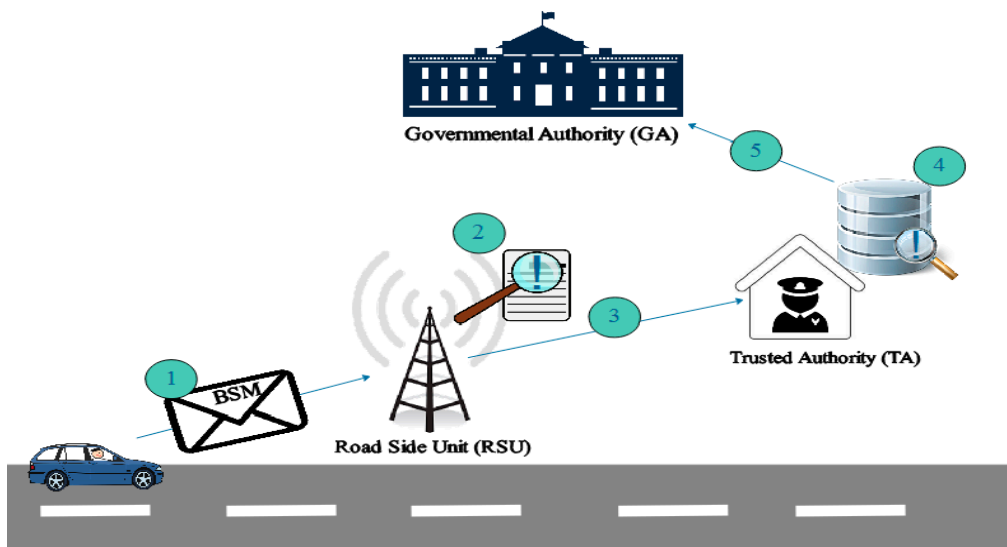 Governmental Authority (GA)
5
4
2
!
!
3
Trusted Authority (TA)
1
BSM
Road Side Unit (RSU)